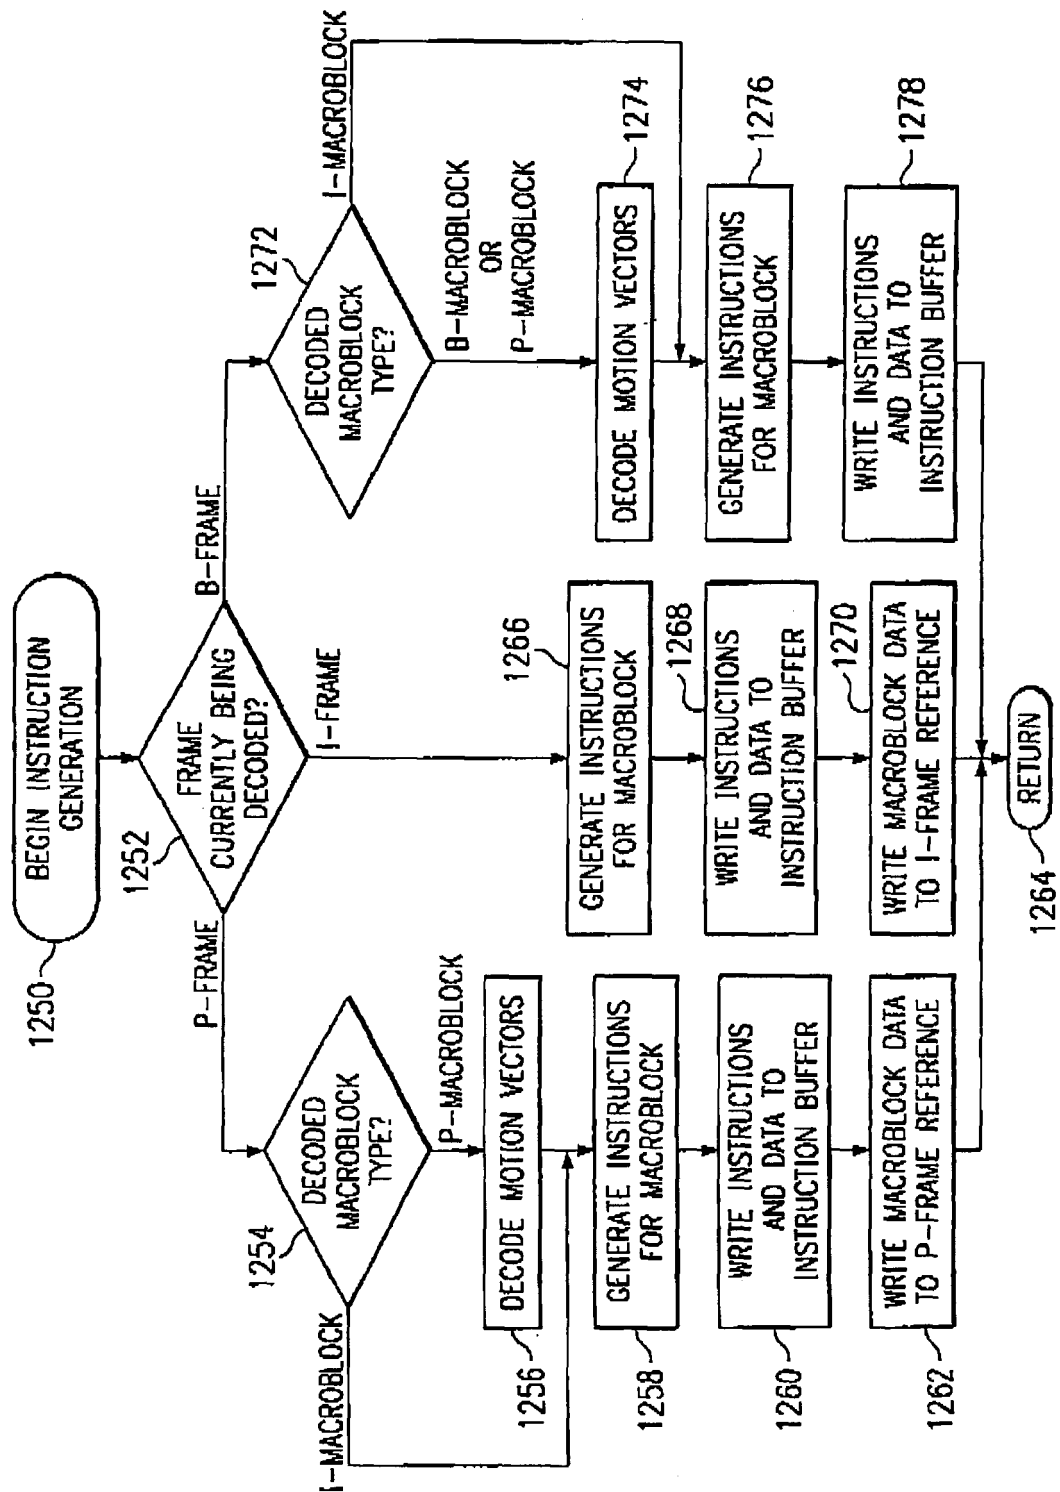 BEGIN INSTRUCTION
GENERATION
1250
1252
FRAME
CURRENTLY BEING
DECODED?
P-FRAME
I-FRAME
B-FRAME
1254
DECODED
MACROBLOCK
TYPE?
I-MACROBLOCK
P-MACROBLOCK
1256
DECODE MOTION VECTORS
1258
GENERATE INSTRUCTIONS
FOR MACROBLOCK
1260
WRITE INSTRUCTIONS
AND DATA TO
INSTRUCTION BUFFER
1262
WRITE MACROBLOCK DATA
TO P-FRAME REFERENCE
1266
GENERATE INSTRUCTIONS
FOR MACROBLOCK
1268
WRITE INSTRUCTIONS
AND DATA TO
INSTRUCTION BUFFER
1270
WRITE MACROBLOCK DATA
TO I-FRAME REFERENCE
1272
DECODED
MACROBLOCK
TYPE?
I-MACROBLOCK
B-MACROBLOCK
OR
P-MACROBLOCK
1274
DECODE MOTION VECTORS
1276
GENERATE INSTRUCTIONS
FOR MACROBLOCK
1278
WRITE INSTRUCTIONS
AND DATA TO
INSTRUCTION BUFFER
1264
RETURN